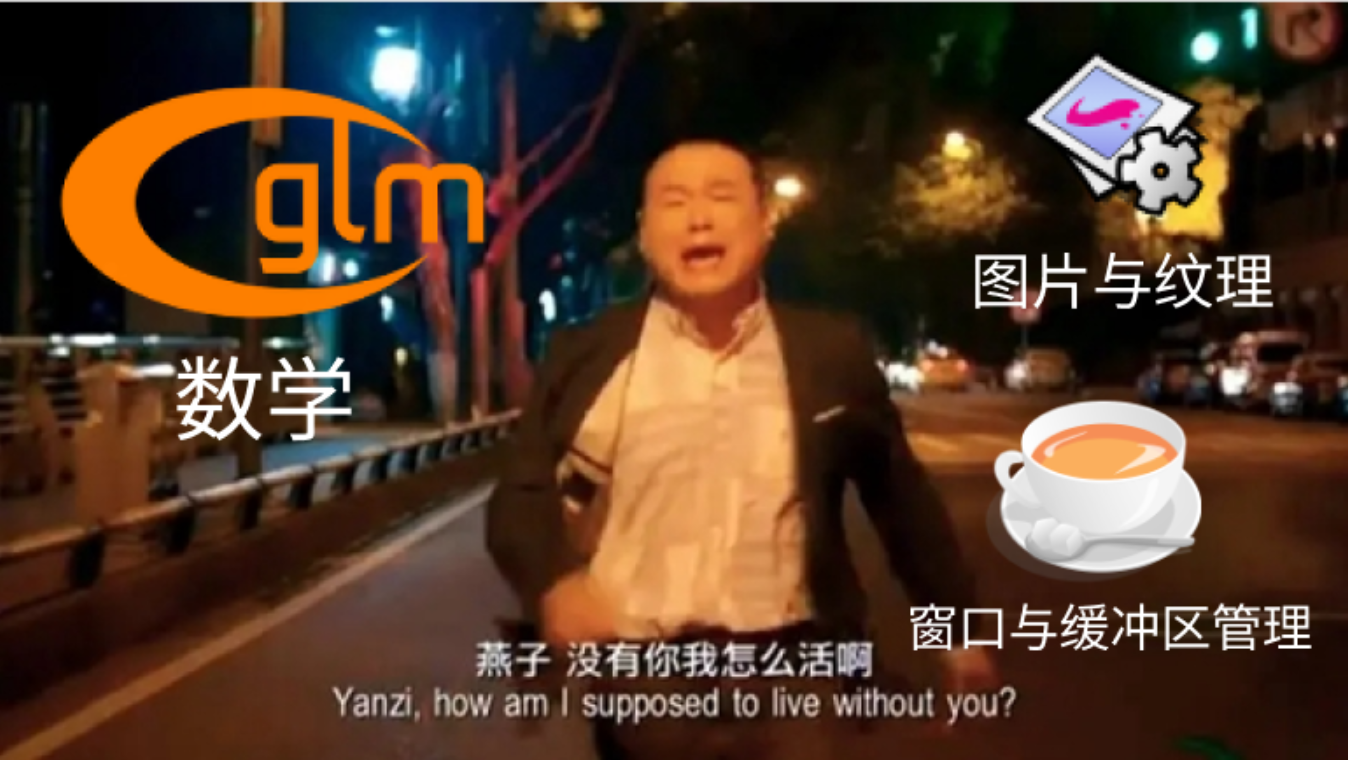 glm
数学
图片与纹理
窗口与缓冲区管理
燕子 没有你我怎么活啊
Yanzi, how am I supposed to live without you?
1